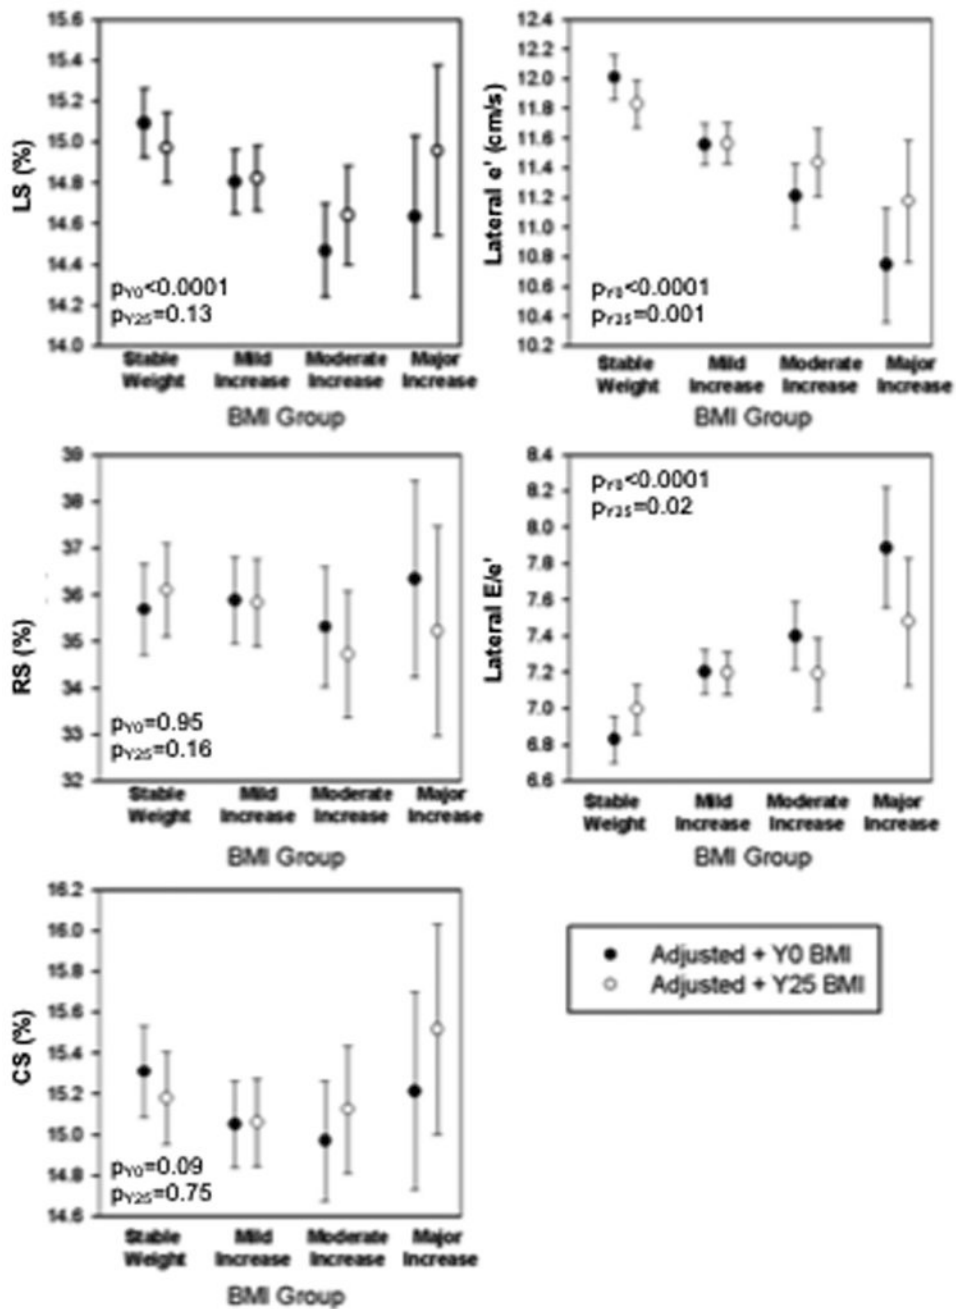 15.6
15.4
15.2
15.0
14.8
14.6
14.4
14.2
14.0
LS (%)
pY0<0.0001
pY25=0.13
Stable Mild Moderate Major
Weight Increase Increase Increase
BMI Group
12.4
12.2
12.0
11.8
11.6
11.4
11.2
11.0
10.8
10.6
10.4
10.2
Lateral e' (cm/s)
pY0<0.0001
pY25=0.001
Stable Mild Moderate Major
Weight Increase Increase Increase
BMI Group
39
38
37
36
35
34
33
32
RS (%)
pY0=0.95
pY25=0.16
Stable Mild Moderate Major
Weight Increase Increase Increase
BMI Group
8.4
8.2
8.0
7.8
7.6
7.4
7.2
7.0
6.8
6.6
Lateral E/e'
pY0<0.0001
pY25=0.02
Stable Mild Moderate Major
Weight Increase Increase Increase
BMI Group
16.2
16.0
15.8
15.6
15.4
15.2
15.0
14.8
14.6
CS (%)
pY0=0.09
pY25=0.75
Stable Mild Moderate Major
Weight Increase Increase Increase
BMI Group
Adjusted + Y0 BMI
Adjusted + Y25 BMI